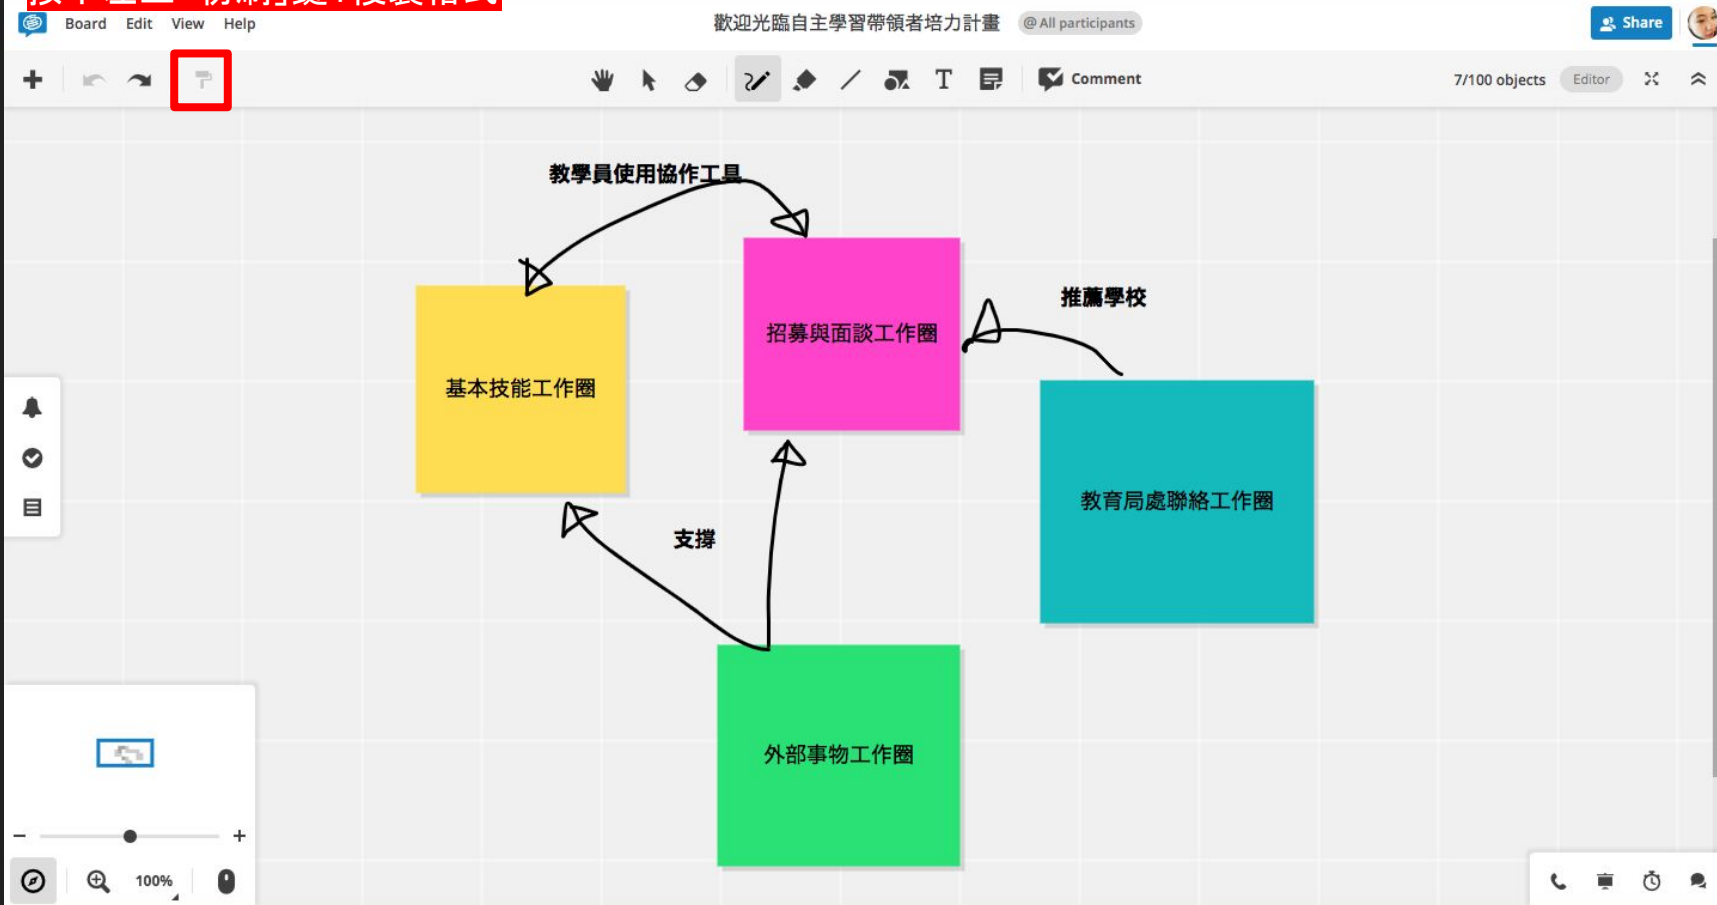 Board Edit View Help
歡迎光臨自主學習帶領者培力計畫 @ All participants
Share
T
Comment
7/100 objects Editor
教學員使用協作工具
招募與面談工作圈
推薦學校
基本技能工作圈
教育局處聯絡工作圈
支撐
外部事物工作圈
100%